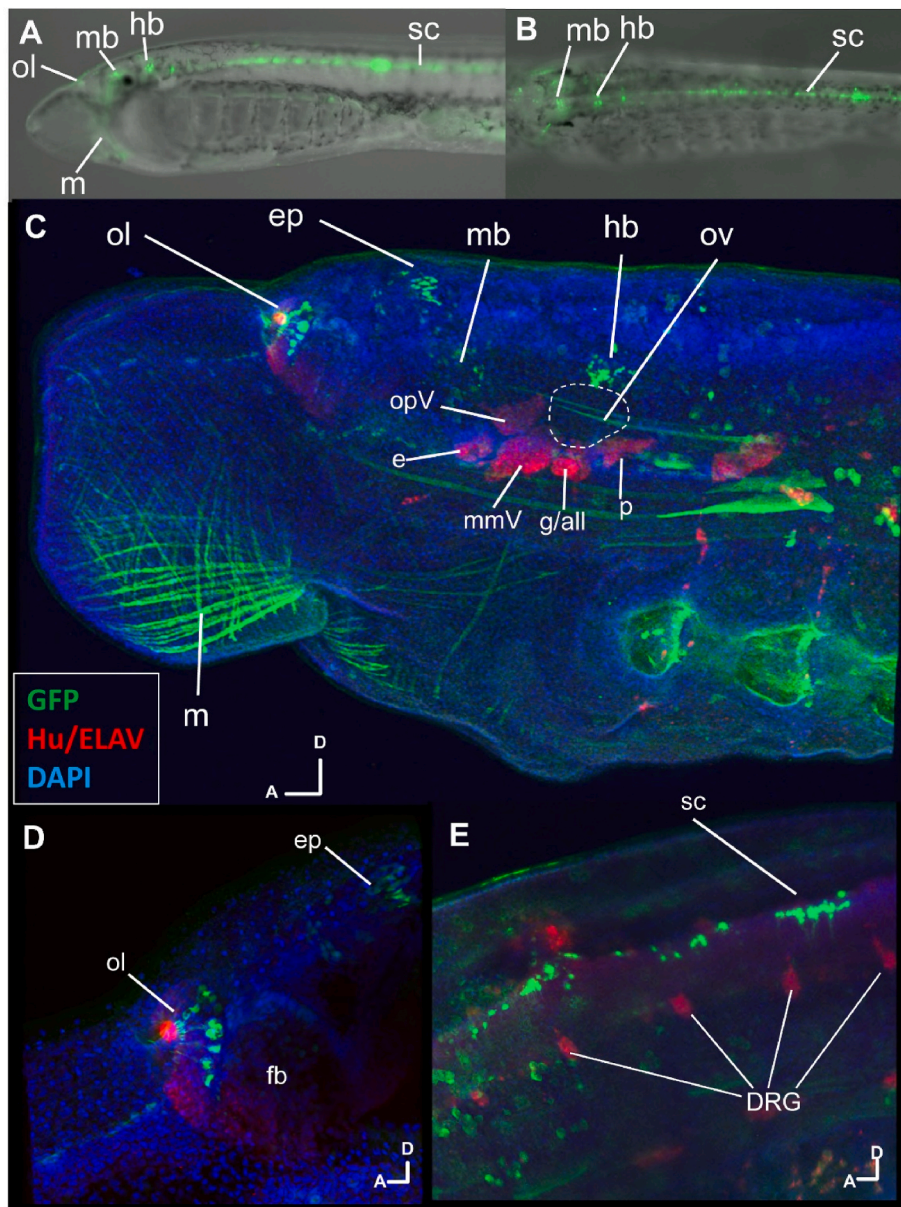 A
mb
hb
sc
ol
m
B
mb
hb
sc
C
ol
ep
mb
hb
ov
opV
e
mmV
g/all
p
m
GFP
Hu/ELAV
DAPI
D
A
D
ep
ol
fb
D
A
E
sc
DRG
D
A